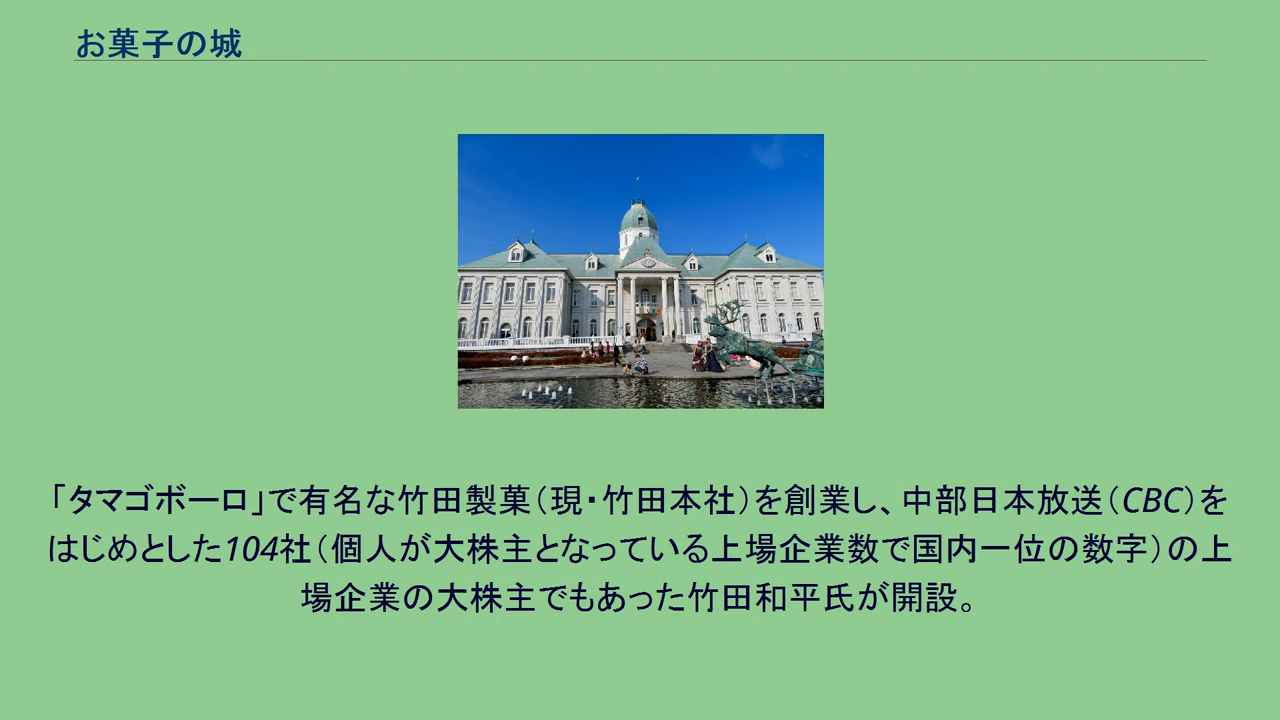 お菓子の城
「タマゴボーロ」で有名な竹田製菓（現・竹田本社）を創業し、中部日本放送（CBC）を
はじめとした104社（個人が大株主となっている上場企業数で国内一位の数字）の上
場企業の大株主でもあった竹田和平氏が開設。